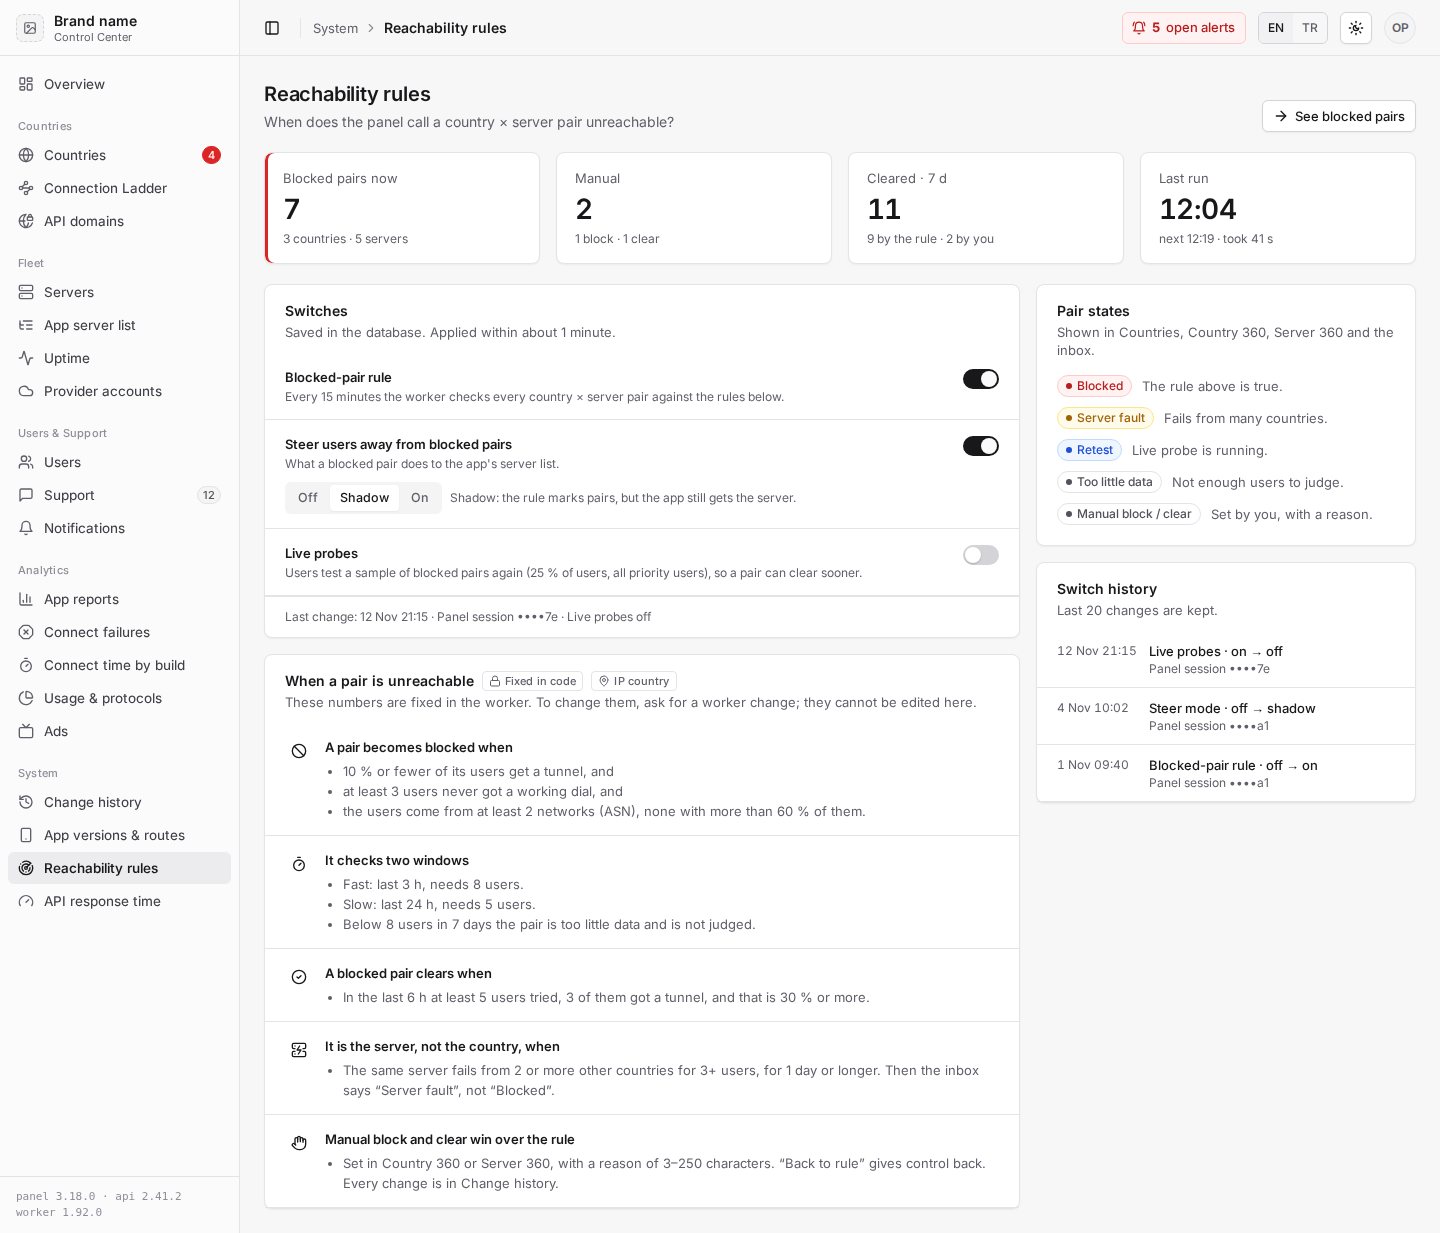 Brand name
Control Center
Overview
Countries
Countries 4
Connection Ladder
API domains
Fleet
Servers
App server list
Uptime
Provider accounts
Users & Support
Users
Support 12
Notifications
Analytics
App reports
Connect failures
Connect time by build
Usage & protocols
Ads
System
Change history
App versions & routes
Reachability rules
API response time
panel 3.18.0 · api 2.41.2
worker 1.92.0
System > Reachability rules
5 open alerts
EN TR
OP
Reachability rules
When does the panel call a country × server pair unreachable?
→ See blocked pairs
Blocked pairs now
7
3 countries · 5 servers
Manual
2
1 block · 1 clear
Cleared · 7 d
11
9 by the rule · 2 by you
Last run
12:04
next 12:19 · took 41 s
Switches
Saved in the database. Applied within about 1 minute.
Blocked-pair rule
Every 15 minutes the worker checks every country × server pair against the rules below.
Steer users away from blocked pairs
What a blocked pair does to the app's server list.
Off Shadow On Shadow: the rule marks pairs, but the app still gets the server.
Live probes
Users test a sample of blocked pairs again (25 % of users, all priority users), so a pair can clear sooner.
Last change: 12 Nov 21:15 · Panel session ••••7e · Live probes off
When a pair is unreachable Fixed in code IP country
These numbers are fixed in the worker. To change them, ask for a worker change; they cannot be edited here.
A pair becomes blocked when
• 10 % or fewer of its users get a tunnel, and
• at least 3 users never got a working dial, and
• the users come from at least 2 networks (ASN), none with more than 60 % of them.
It checks two windows
• Fast: last 3 h, needs 8 users.
• Slow: last 24 h, needs 5 users.
• Below 8 users in 7 days the pair is too little data and is not judged.
A blocked pair clears when
• In the last 6 h at least 5 users tried, 3 of them got a tunnel, and that is 30 % or more.
It is the server, not the country, when
• The same server fails from 2 or more other countries for 3+ users, for 1 day or longer. Then the inbox
says “Server fault”, not “Blocked”.
Manual block and clear win over the rule
• Set in Country 360 or Server 360, with a reason of 3–250 characters. “Back to rule” gives control back.
Every change is in Change history.
Pair states
Shown in Countries, Country 360, Server 360 and the
inbox.
Blocked The rule above is true.
Server fault Fails from many countries.
Retest Live probe is running.
Too little data Not enough users to judge.
Manual block / clear Set by you, with a reason.
Switch history
Last 20 changes are kept.
12 Nov 21:15 Live probes · on → off
Panel session ••••7e
4 Nov 10:02 Steer mode · off → shadow
Panel session ••••a1
1 Nov 09:40 Blocked-pair rule · off → on
Panel session ••••a1